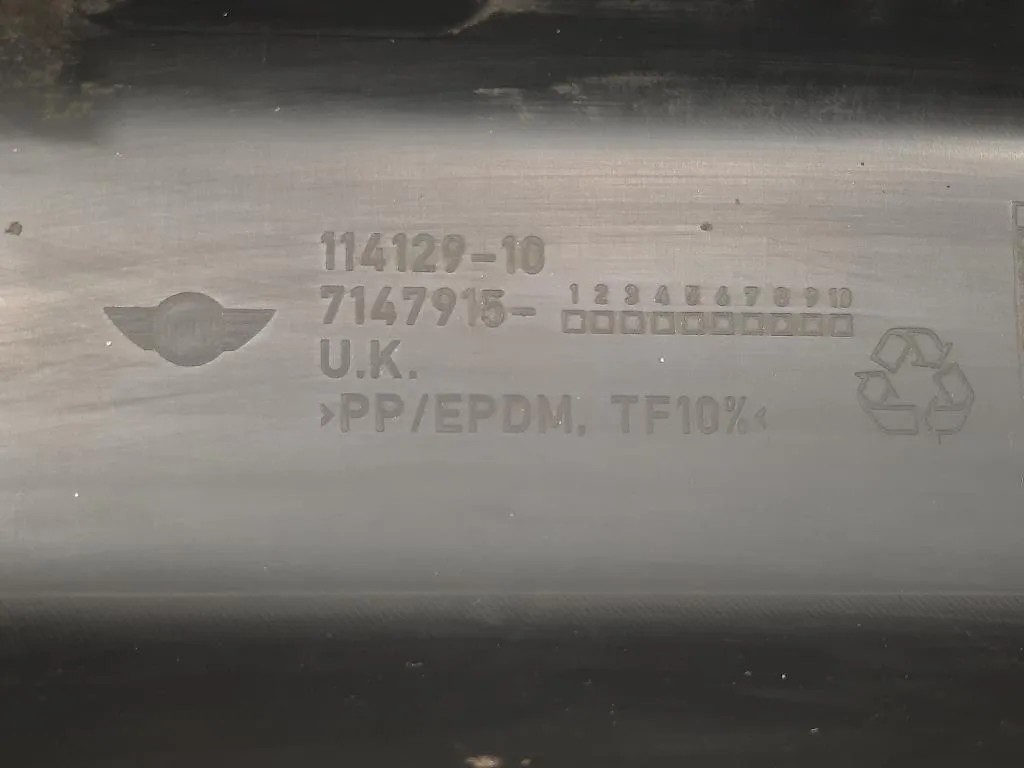 114129-10
7147915- 1 2 3 4 5 6 7 8 9 10
U.K.
>PP/EPDM, TF10%<